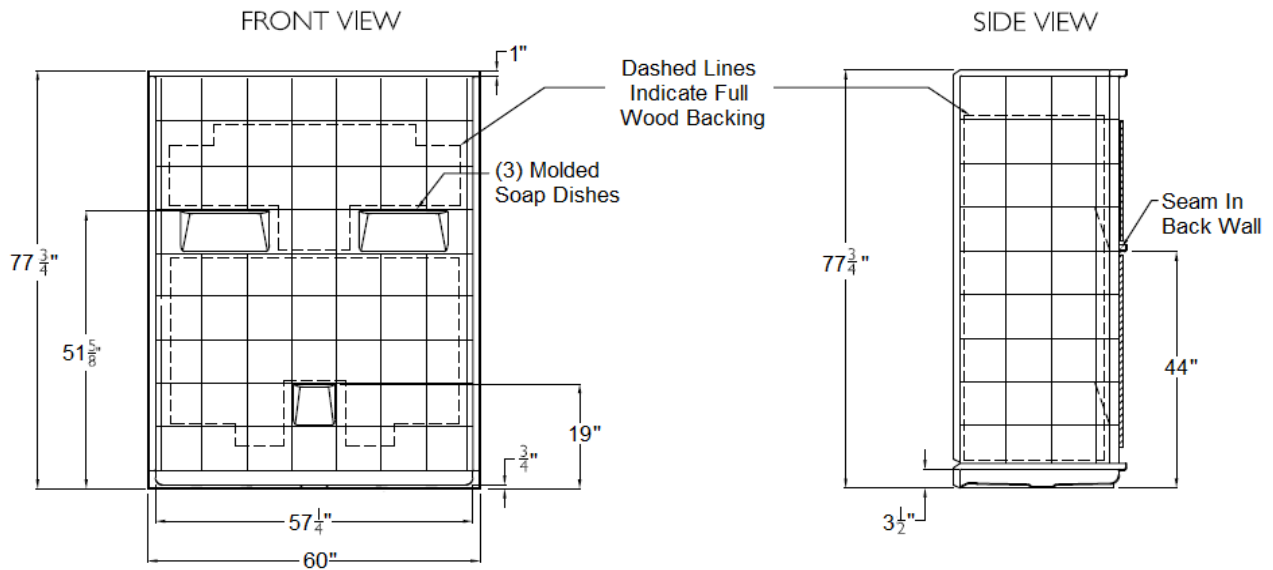 FRONT VIEW
SIDE VIEW
1"
Dashed Lines
Indicate Full
Wood Backing
(3) Molded
Soap Dishes
Seam In
Back Wall
77 3/4"
77 3/4"
51 5/8"
44"
19"
3/4"
3 1/2"
57 1/4"
60"